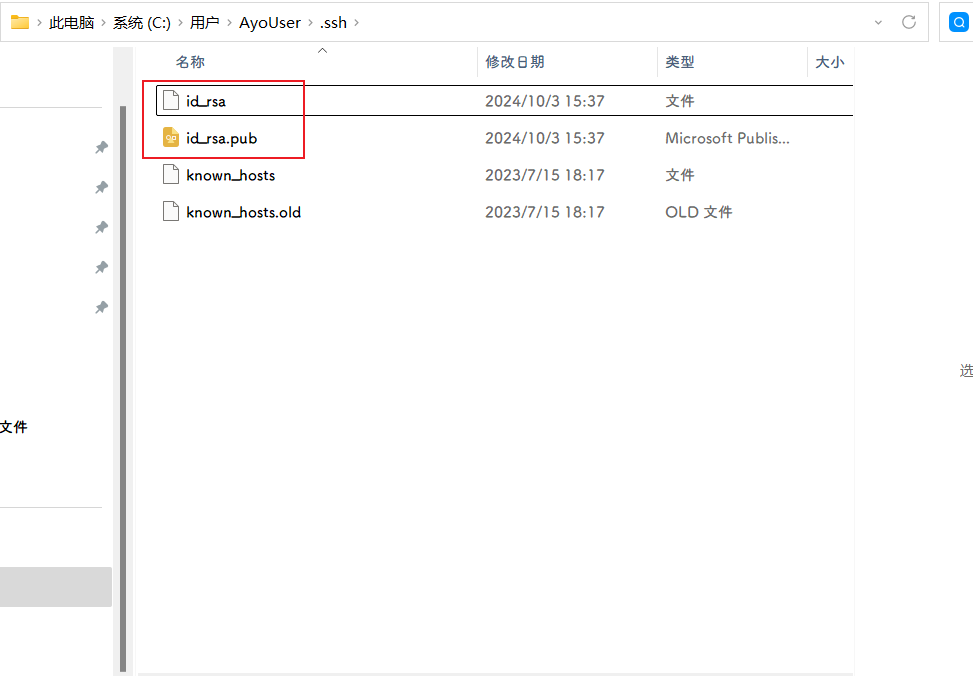 此电脑 › 系统 (C:) › 用户 › AyoUser › .ssh ›
名称 修改日期 类型 大小
id_rsa 2024/10/3 15:37 文件
id_rsa.pub 2024/10/3 15:37 Microsoft Publis...
known_hosts 2023/7/15 18:17 文件
known_hosts.old 2023/7/15 18:17 OLD 文件
选
文件